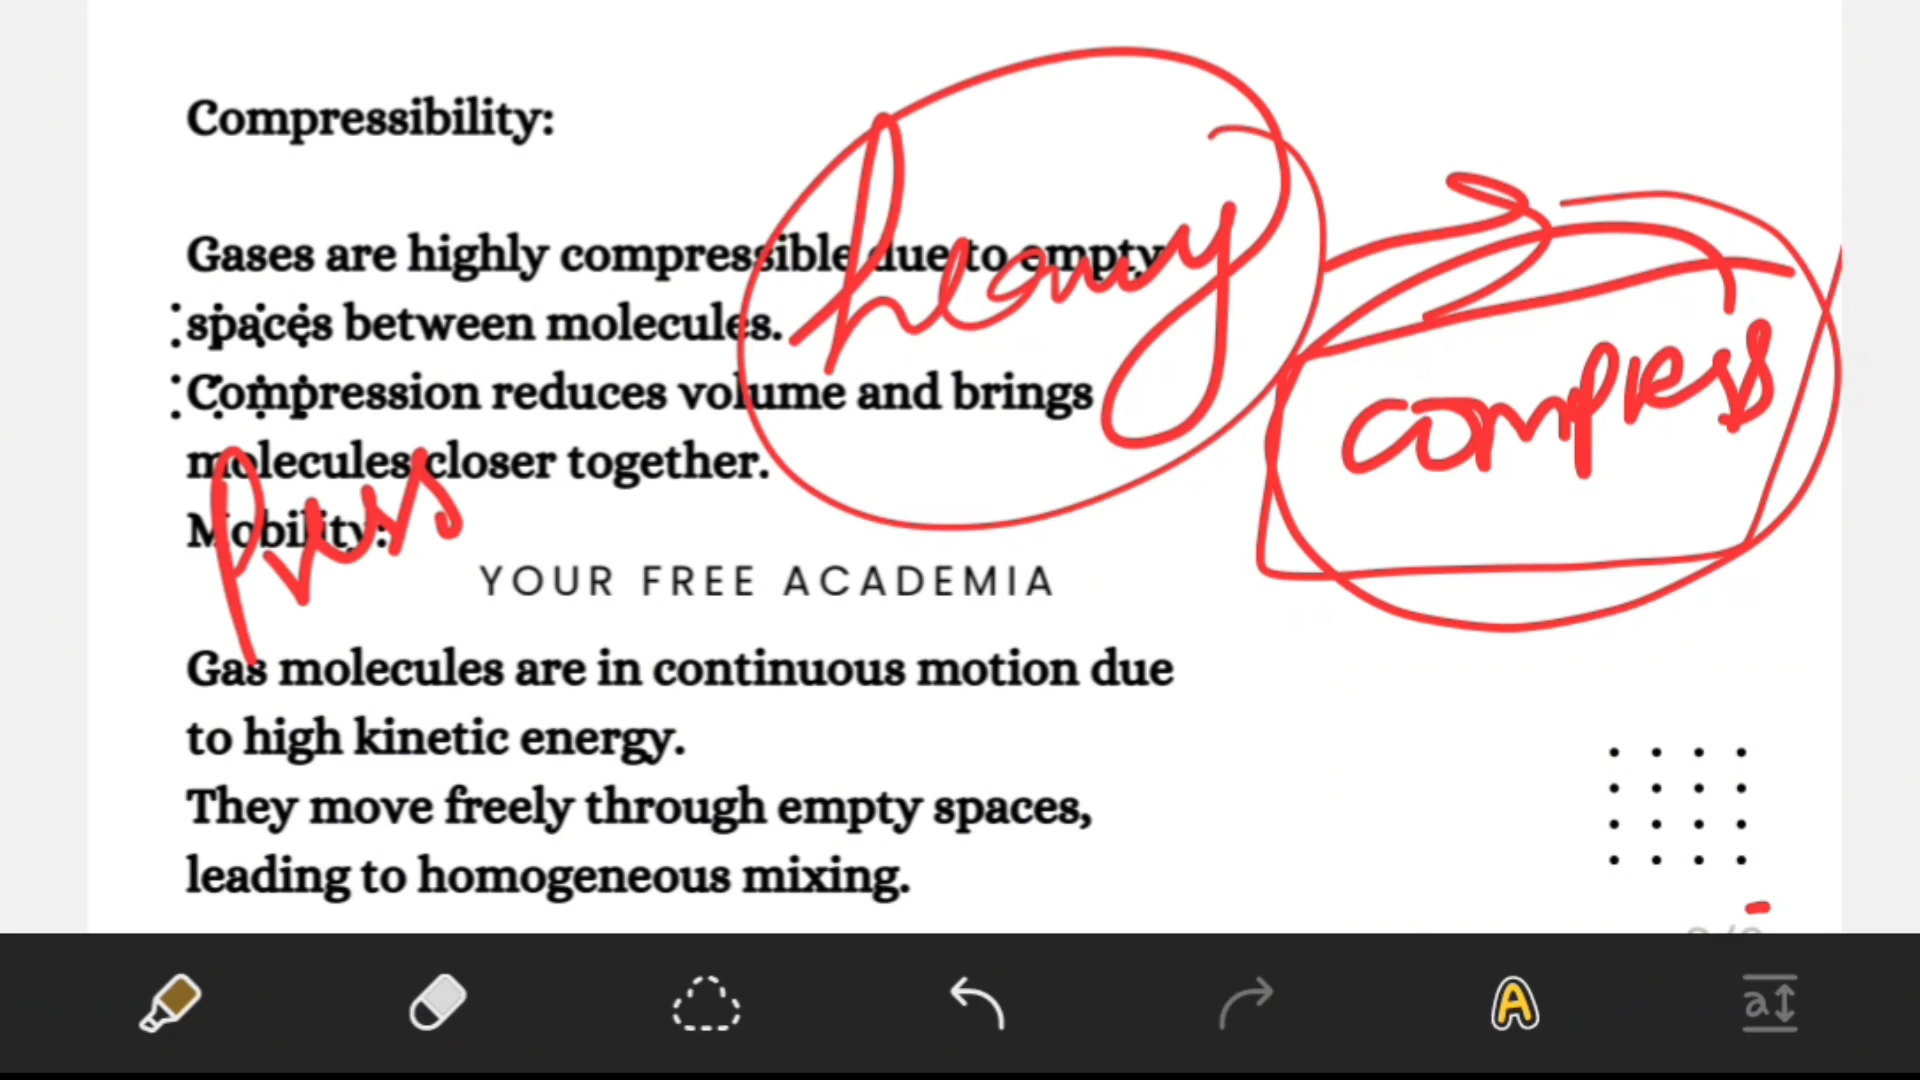 Compressibility:
Gases are highly compressible due to empty
spaces between molecules.
Compression reduces volume and brings
molecules closer together.
Mobility:
YOUR FREE ACADEMIA
Gas molecules are in continuous motion due
to high kinetic energy.
They move freely through empty spaces,
leading to homogeneous mixing.
heavy
compress
Press